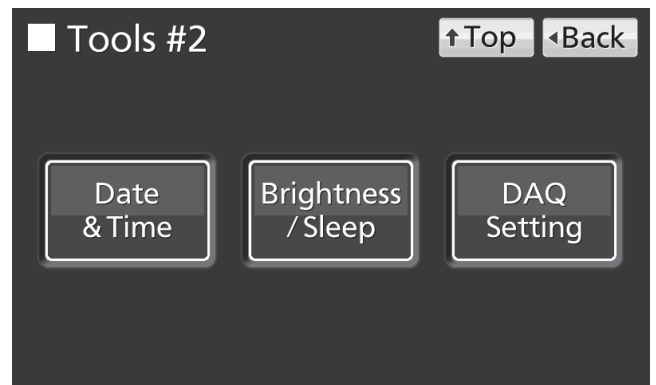 Tools #2
↑Top
◂Back
Date
& Time
Brightness
/ Sleep
DAQ
Setting